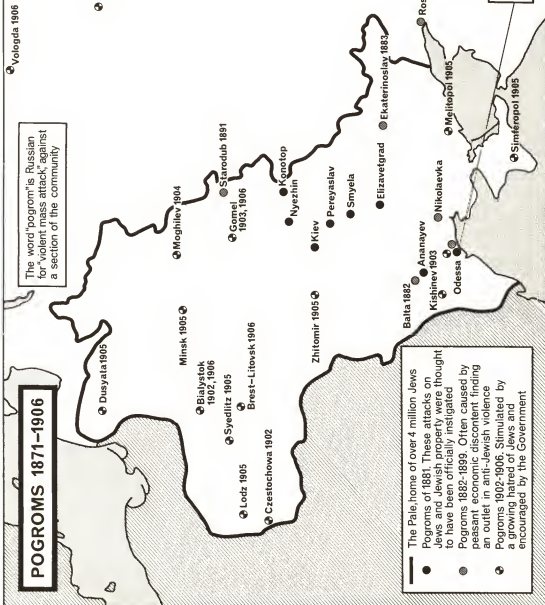 POGROMS 1871–1906
The word "pogrom" is Russian
for "violent mass attack," against
a section of the community
Vologda 1906
Dusyata 1905
Moghilev 1904
Minsk 1905
Starodub 1891
Bialystok
1902, 1906
Gomel
1903, 1906
Syedlitz 1905
Brest–Litovsk 1906
Konotop
Nyezhin
Lodz 1905
Czestochowa 1902
Kiev
Pereyaslav
Zhitomir 1905
Smyela
Ekaterinoslav 1883
Elizavetgrad
Balta 1882
Ananayev
Kishinev 1903
Nikolaevka
Odessa
Melitopol 1905
Simferopol 1905
Ros
The Pale, home of over 4 million Jews
Pogroms of 1881. These attacks on
Jews and Jewish property were thought
to have been officially instigated
Pogroms 1882-1899. Often caused by
peasant economic discontent finding
an outlet in anti-Jewish violence
Pogroms 1902-1906. Stimulated by
a growing hatred of Jews and
encouraged by the Government